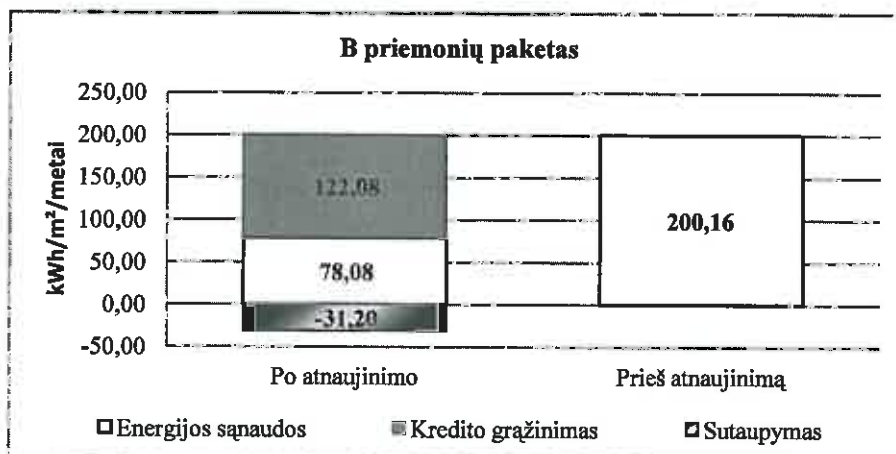 B priemonių paketas
kWh/m²/metai
250,00
200,00
150,00
100,00
50,00
0,00
-50,00
122,08
78,08
-31,20
200,16
Po atnaujinimo
Prieš atnaujinimą
Energijos sąnaudos
Kredito grąžinimas
Sutaupymas